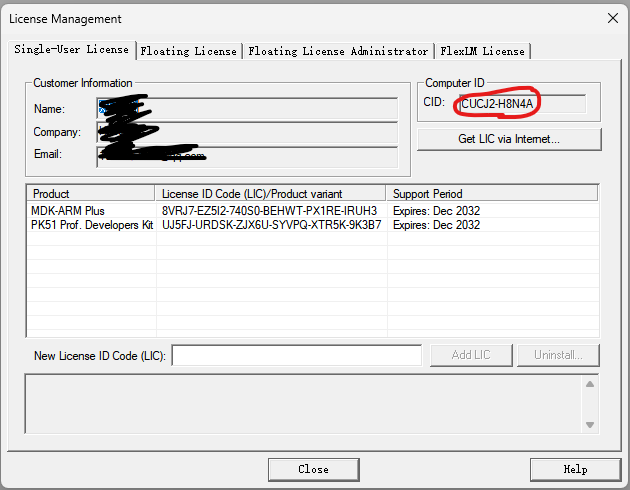 License Management
Single-User License
Floating License
Floating License Administrator
FlexLM License
Customer Information
Name:
Company:
Email:
Computer ID
CID:
CUCJ2-H8N4A
Get LIC via Internet...
Product
License ID Code (LIC)/Product variant
Support Period
MDK-ARM Plus
8VRJ7-EZ5I2-740S0-BEHWT-PX1RE-IRUH3
Expires: Dec 2032
PK51 Prof. Developers Kit
UJ5FJ-URDSK-ZJX6U-SYVPQ-XTR5K-9K3B7
Expires: Dec 2032
New License ID Code (LIC):
Add LIC
Uninstall...
Close
Help